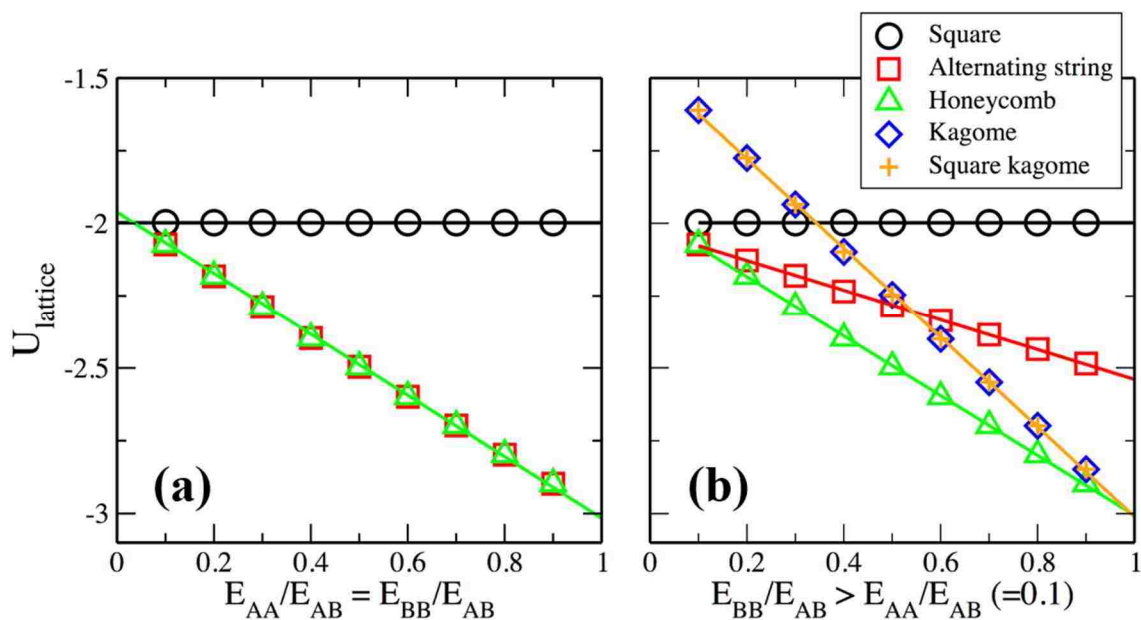 Square
Alternating string
Honeycomb
Kagome
Square kagome
-1.5
-2
-2.5
-3
U_lattice
(a)
(b)
0 0.2 0.4 0.6 0.8 1
0 0.2 0.4 0.6 0.8 1
E_AA/E_AB = E_BB/E_AB
E_BB/E_AB > E_AA/E_AB (=0.1)